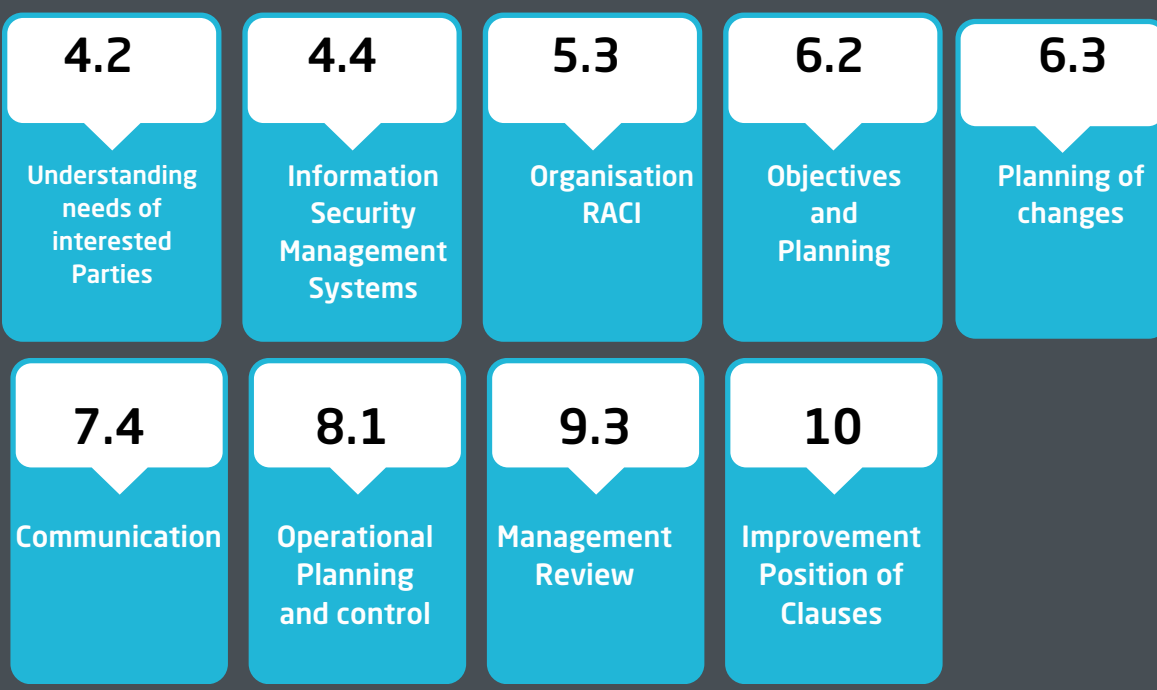 4.2
Understanding
needs of
interested
Parties
4.4
Information
Security
Management
Systems
5.3
Organisation
RACI
6.2
Objectives
and
Planning
6.3
Planning of
changes
7.4
Communication
8.1
Operational
Planning
and control
9.3
Management
Review
10
Improvement
Position of
Clauses